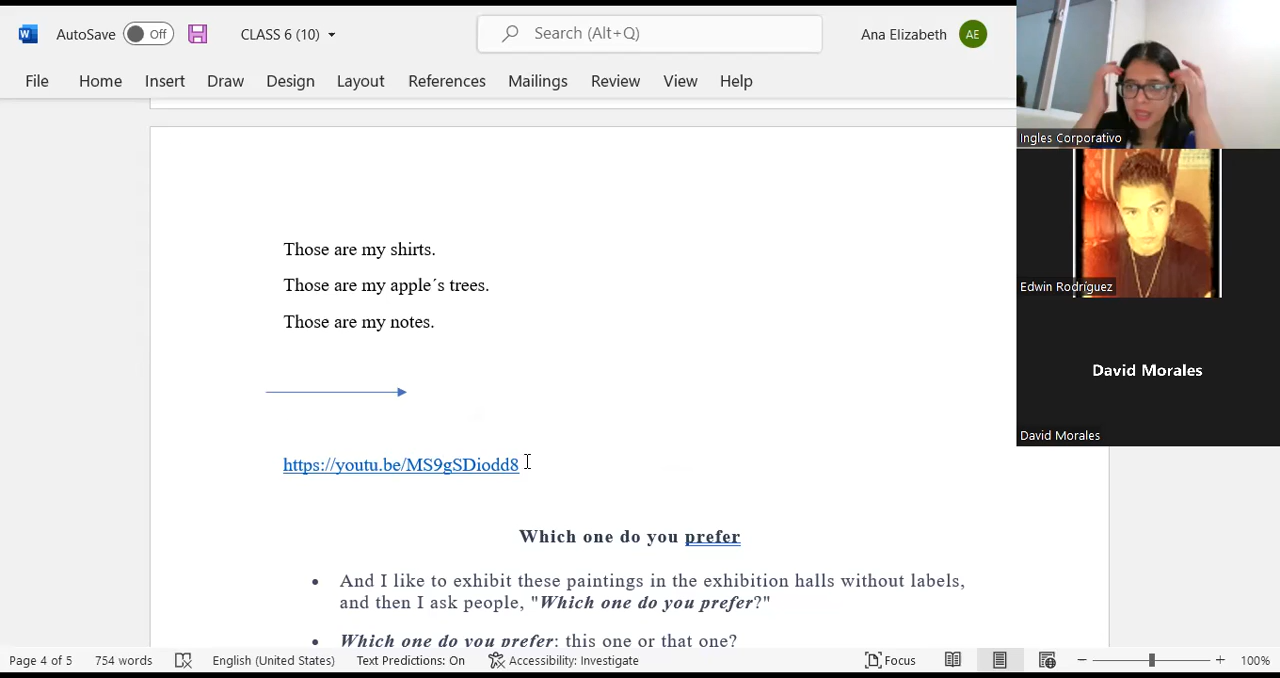 AutoSave Off CLASS 6 (10) Search (Alt+Q) Ana Elizabeth AE
File Home Insert Draw Design Layout References Mailings Review View Help
Ingles Corporativo
Edwin Rodríguez
David Morales
David Morales
Those are my shirts.
Those are my apple´s trees.
Those are my notes.
https://youtu.be/MS9gSDiodd8
Which one do you prefer
• And I like to exhibit these paintings in the exhibition halls without labels,
and then I ask people, "Which one do you prefer?"
• Which one do you prefer: this one or that one?
Page 4 of 5 754 words English (United States) Text Predictions: On Accessibility: Investigate Focus 100%